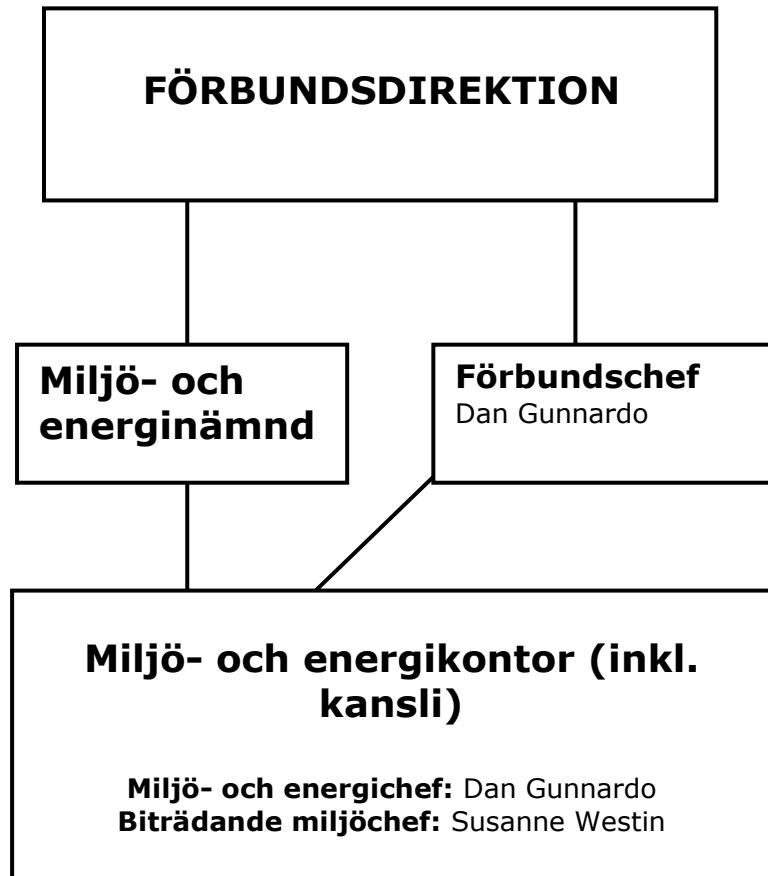 FÖRBUNDSDIREKTION
Miljö- och
energinämnd
Förbundschef
Dan Gunnardo
Miljö- och energikontor (inkl.
kansli)
Miljö- och energichef: Dan Gunnardo
Biträdande miljöchef: Susanne Westin